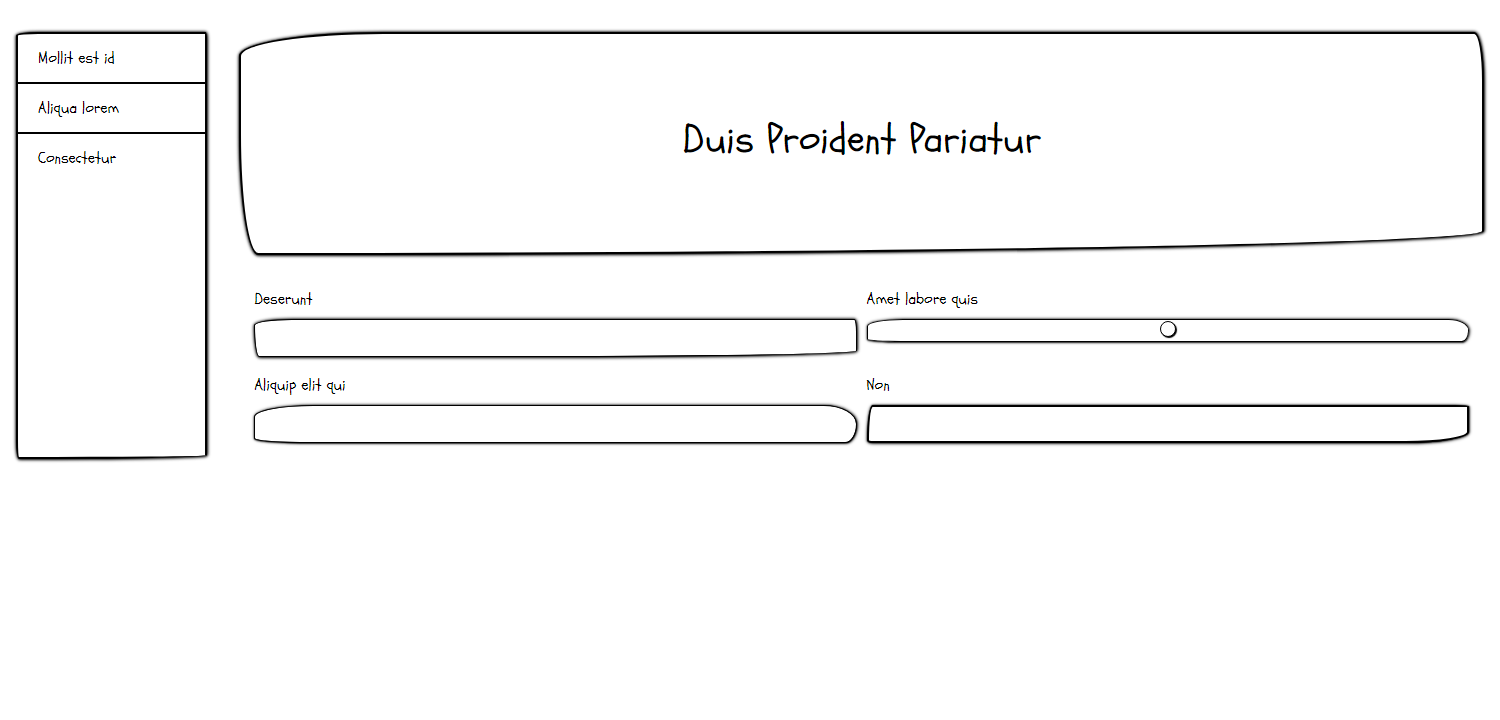 Mollit est id
Aliqua lorem
Consectetur
Duis Proident Pariatur
Deserunt
Amet labore quis
Aliquip elit qui
Non